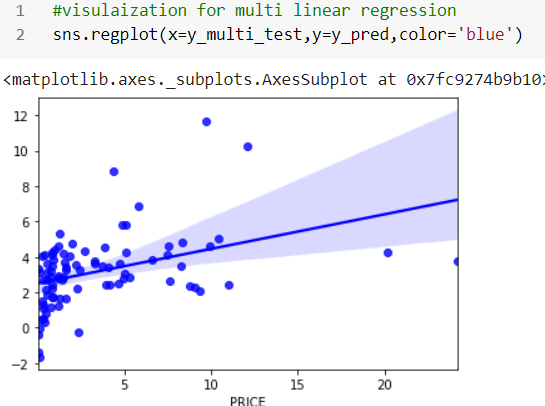 1 #visulaization for multi linear regression
2 sns.regplot(x=y_multi_test,y=y_pred,color='blue')
<matplotlib.axes._subplots.AxesSubplot at 0x7fc9274b9b10>
12
10
8
6
4
2
0
−2
5 10 15 20
PRICE